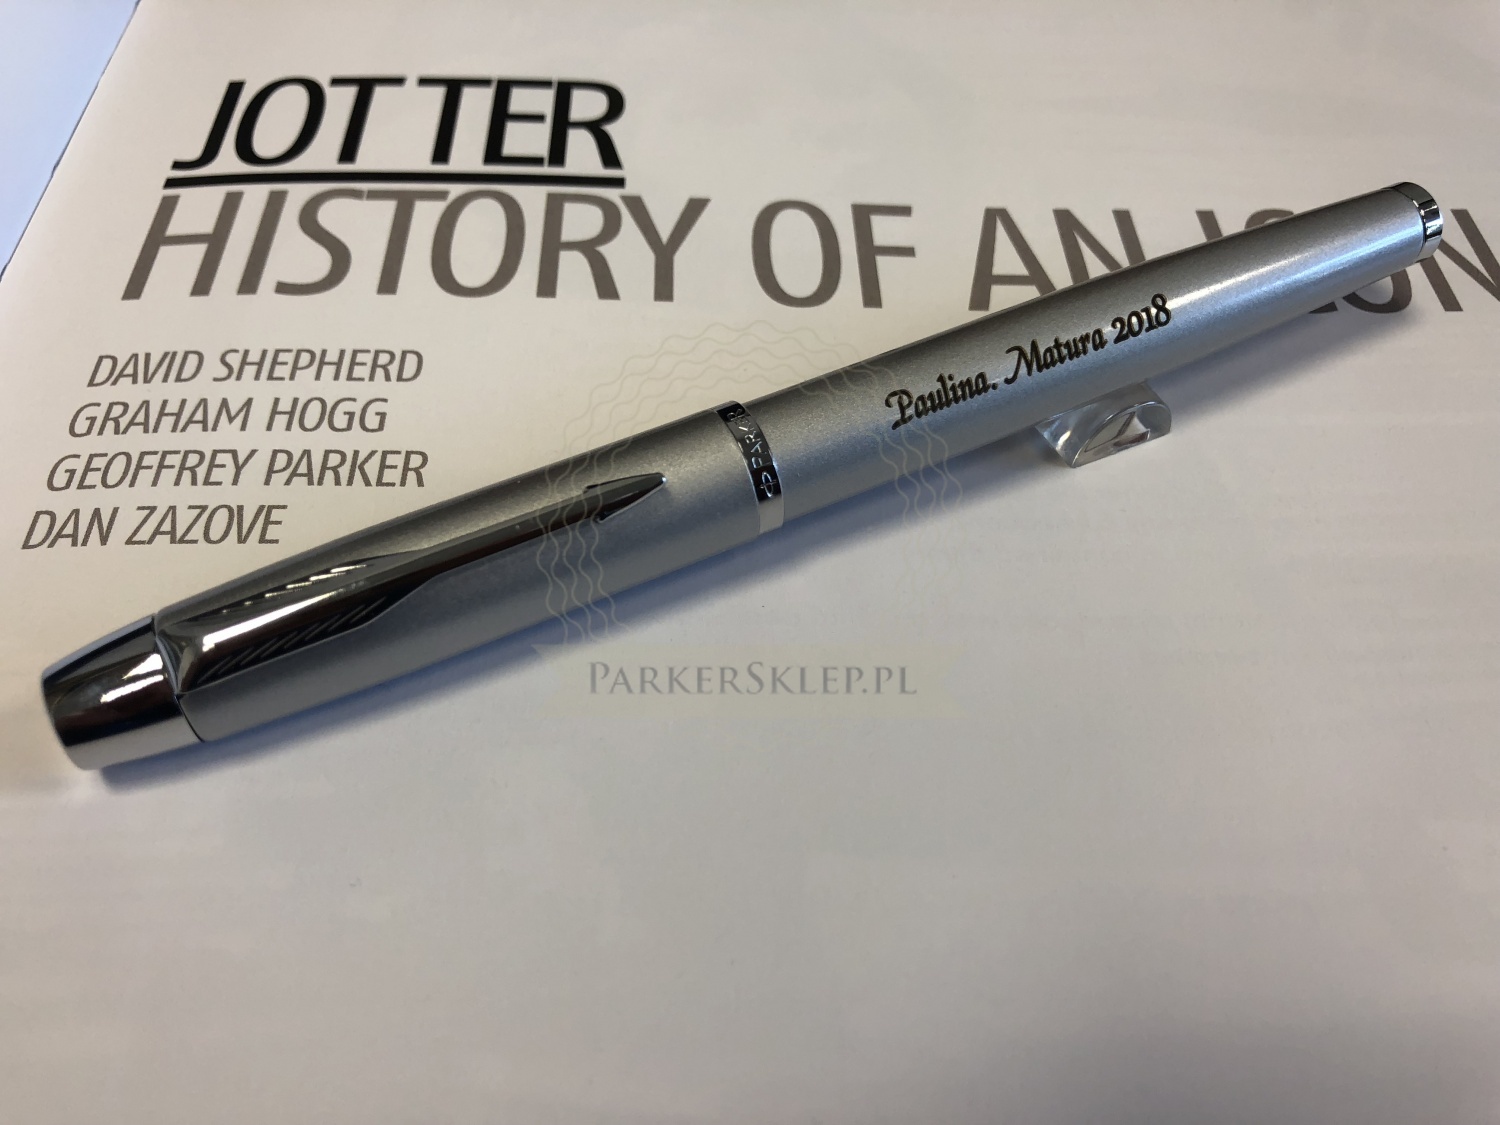 JOTTER
HISTORY OF AN
DAVID SHEPHERD
GRAHAM HOGG
GEOFFREY PARKER
DAN ZAZOVE
PARKER
Paulina. Matura 2018
PARKERSKLEP.PL